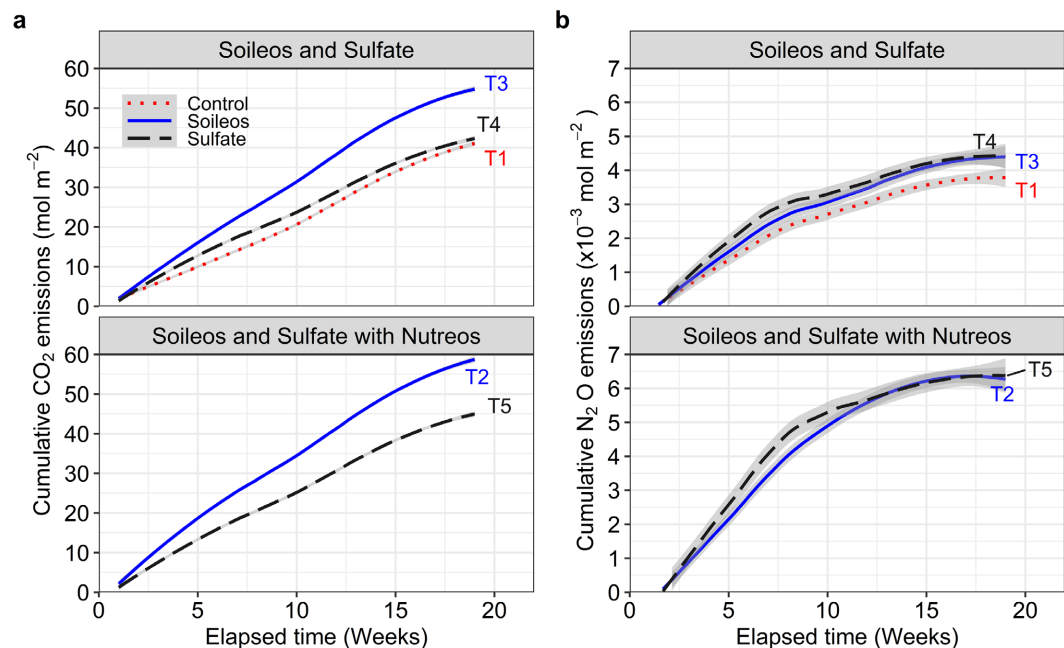 a
Soileos and Sulfate
Cumulative CO₂ emissions (mol m⁻²)
60
50
40
30
20
10
0
Control
Soileos
Sulfate
T3
T4
T1
Soileos and Sulfate with Nutreos
60
50
40
30
20
10
0
T2
T5
0 5 10 15 20
Elapsed time (Weeks)
b
Soileos and Sulfate
Cumulative N₂ O emissions (x10⁻³ mol m⁻²)
7
6
5
4
3
2
1
0
T4
T3
T1
Soileos and Sulfate with Nutreos
7
6
5
4
3
2
1
0
T5
T2
0 5 10 15 20
Elapsed time (Weeks)